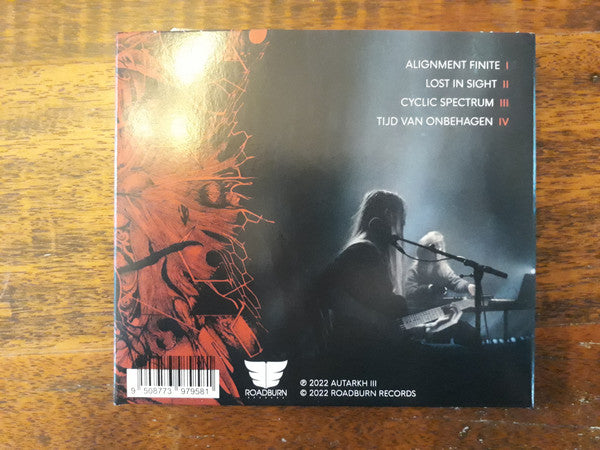 ALIGNMENT FINITE I
LOST IN SIGHT II
CYCLIC SPECTRUM III
TIJD VAN ONBEHAGEN IV
9 508773 979581
ROADBURN
RECORDS
℗ 2022 AUTARKH III
© 2022 ROADBURN RECORDS